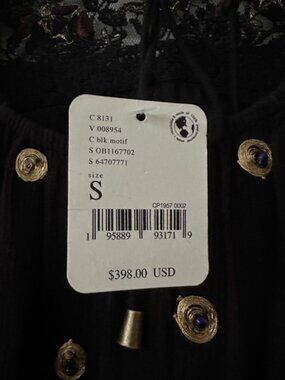 C 8131
V 008954
C blk motif
S OB1167702
S 64707771
size
S
CP1957 0002
1 95889 93171 9
$398.00 USD